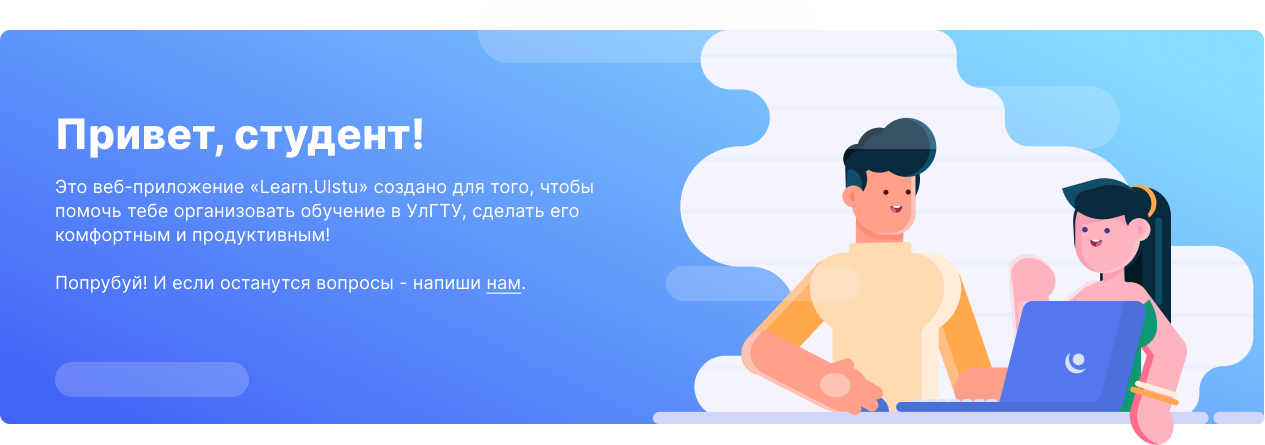 Привет, студент!
Это веб-приложение «Learn.Ulstu» создано для того, чтобы
помочь тебе организовать обучение в УлГТУ, сделать его
комфортным и продуктивным!
Попрубуй! И если останутся вопросы - напиши нам.